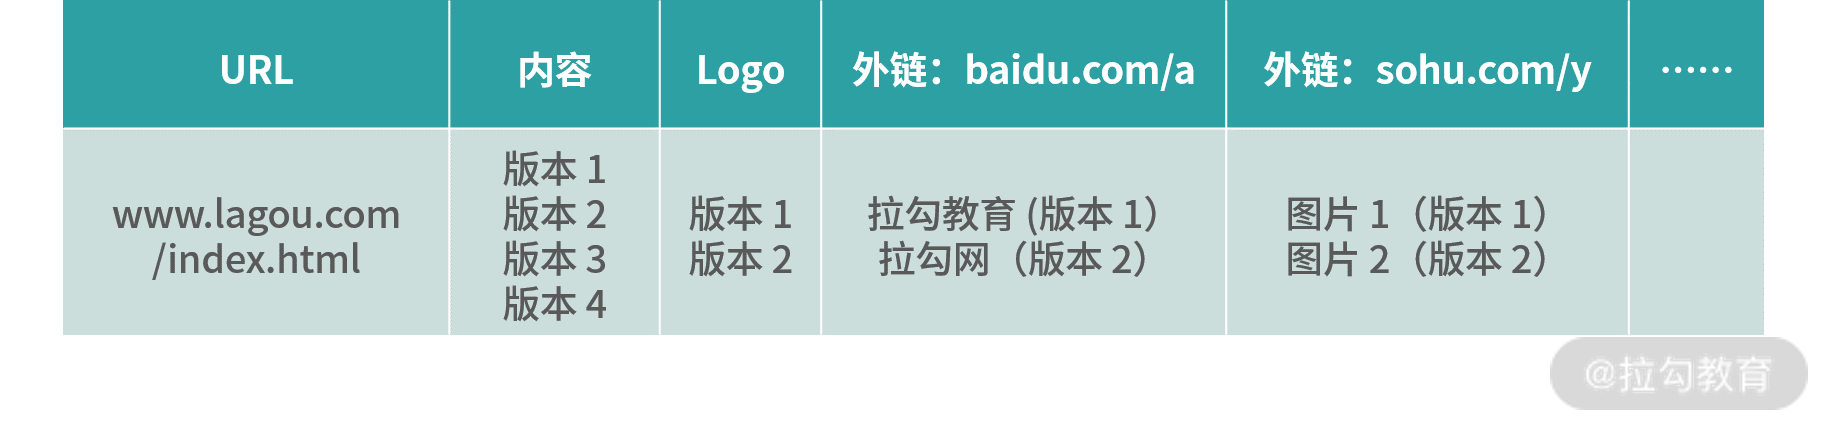 URL
内容
Logo
外链：baidu.com/a
外链：sohu.com/y
……
www.lagou.com
/index.html
版本 1
版本 2
版本 3
版本 4
版本 1
版本 2
拉勾教育 (版本 1）
拉勾网（版本 2）
图片 1（版本 1）
图片 2（版本 2）
@拉勾教育